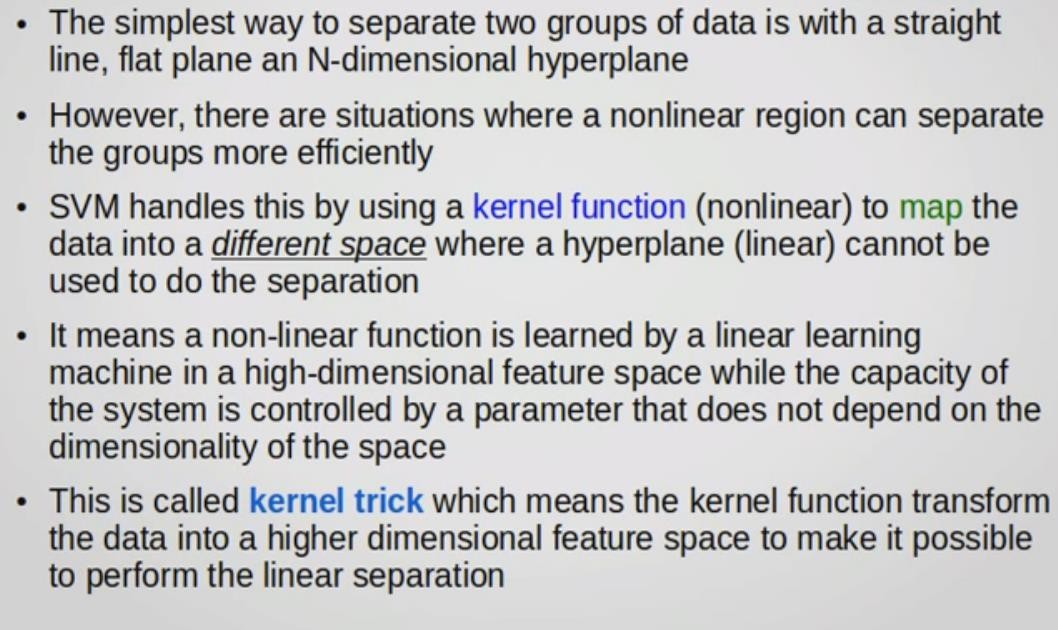 • The simplest way to separate two groups of data is with a straight
line, flat plane an N-dimensional hyperplane
• However, there are situations where a nonlinear region can separate
the groups more efficiently
• SVM handles this by using a kernel function (nonlinear) to map the
data into a different space where a hyperplane (linear) cannot be
used to do the separation
• It means a non-linear function is learned by a linear learning
machine in a high-dimensional feature space while the capacity of
the system is controlled by a parameter that does not depend on the
dimensionality of the space
• This is called kernel trick which means the kernel function transform
the data into a higher dimensional feature space to make it possible
to perform the linear separation